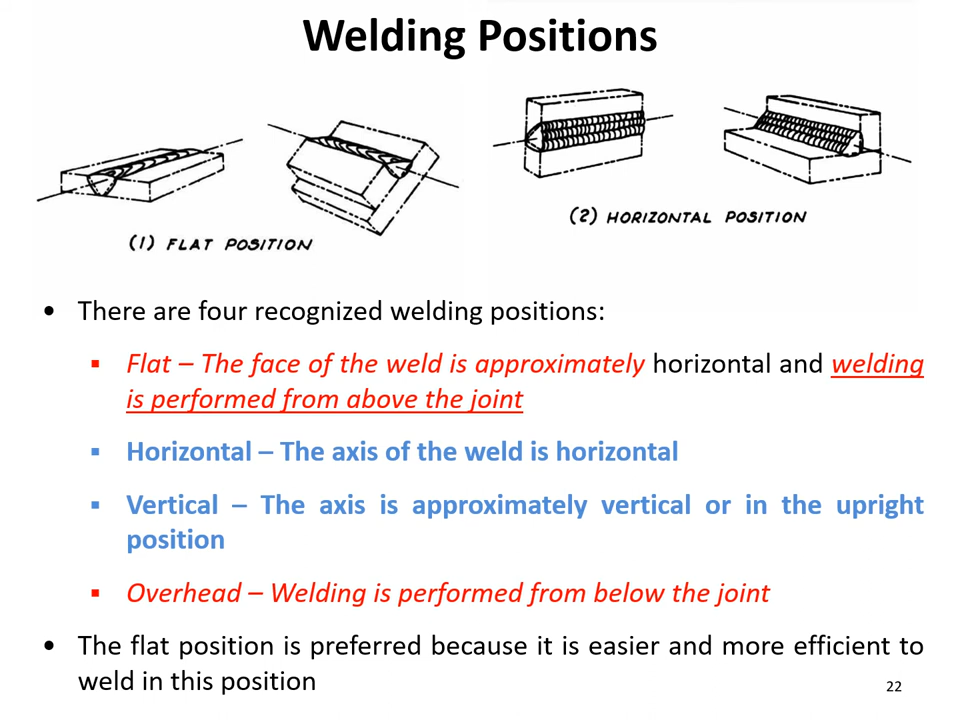 Welding Positions
(1) FLAT POSITION
(2) HORIZONTAL POSITION
• There are four recognized welding positions:
▪ Flat – The face of the weld is approximately horizontal and welding
is performed from above the joint
▪ Horizontal – The axis of the weld is horizontal
▪ Vertical – The axis is approximately vertical or in the upright
position
▪ Overhead – Welding is performed from below the joint
• The flat position is preferred because it is easier and more efficient to
weld in this position
22